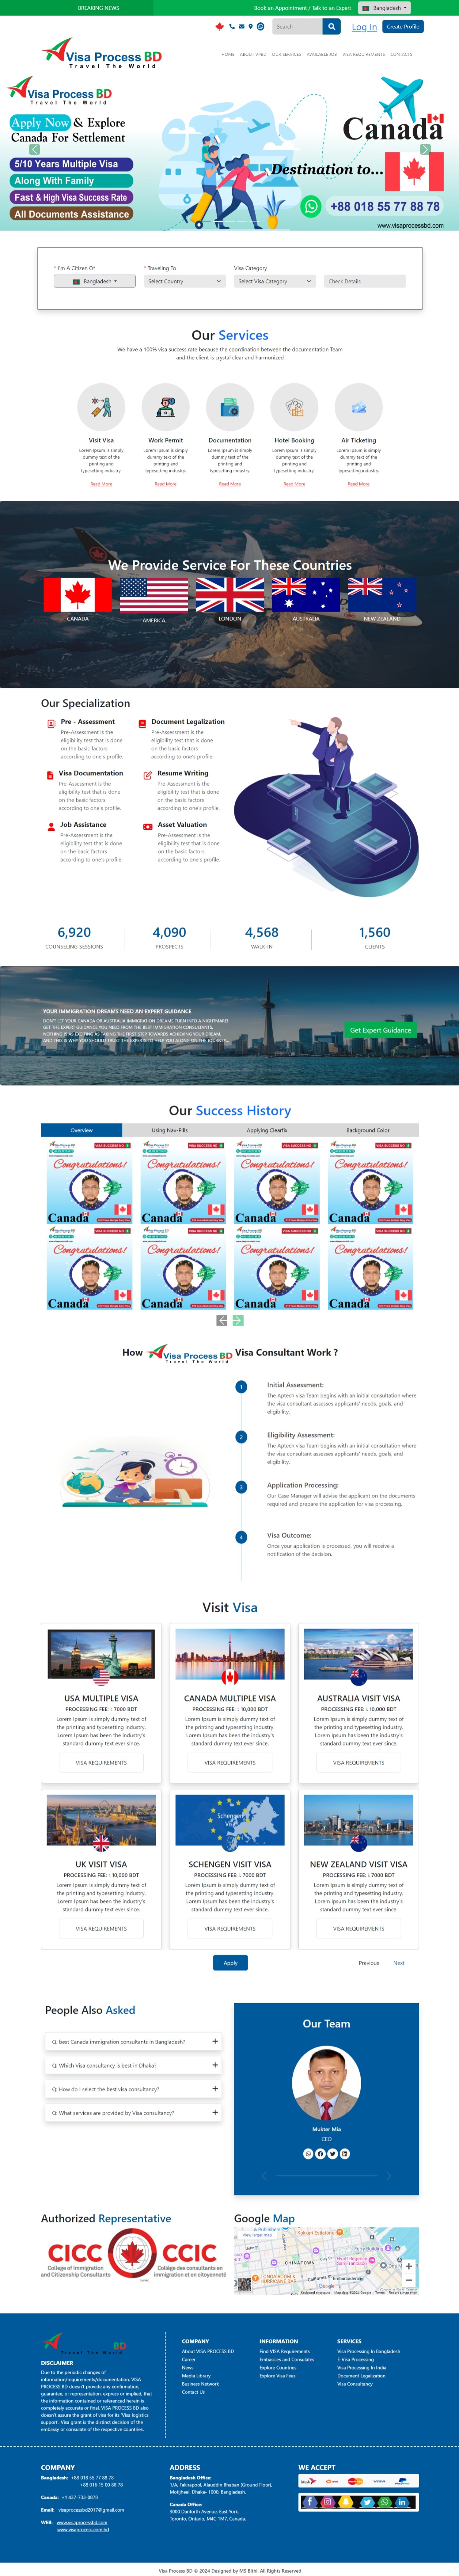 BREAKING NEWS
Book an Appointment / Talk to an Expert
Bangladesh
Search
Log In
Create Profile
Visa Process BD
Travel The World
HOME ABOUT VPBD OUR SERVICES AVAILABLE JOB VISA REQUIREMENTS CONTACTS
Visa Process BD
Travel The World
Apply Now & Explore
Canada For Settlement
5/10 Years Multiple Visa
Along With Family
Fast & High Visa Success Rate
All Documents Assistance
Canada
Destination to...
+88 018 55 77 88 78
www.visaprocessbd.com
* I'm A Citizen Of
Bangladesh
* Traveling To
Select Country
Visa Category
Select Visa Category
Check Details
Our Services
We have a 100% visa success rate because the coordination between the documentation Team
and the client is crystal clear and harmonized
Visit Visa
Lorem Ipsum is simply
dummy text of the
printing and
typesetting industry.
Read More
Work Permit
Lorem Ipsum is simply
dummy text of the
printing and
typesetting industry.
Read More
Documentation
Lorem Ipsum is simply
dummy text of the
printing and
typesetting industry.
Read More
Hotel Booking
Lorem Ipsum is simply
dummy text of the
printing and
typesetting industry.
Read More
Air Ticketing
Lorem Ipsum is simply
dummy text of the
printing and
typesetting industry.
Read More
We Provide Service For These Countries
CANADA
AMERICA
LONDON
AUSTRALIA
NEW ZEALAND
Our Specialization
Pre - Assessment
Pre-Assessment is the
eligibility test that is done
on the basic factors
according to one's profile.
Document Legalization
Pre-Assessment is the
eligibility test that is done
on the basic factors
according to one's profile.
Visa Documentation
Pre-Assessment is the
eligibility test that is done
on the basic factors
according to one's profile.
Resume Writing
Pre-Assessment is the
eligibility test that is done
on the basic factors
according to one's profile.
Job Assistance
Pre-Assessment is the
eligibility test that is done
on the basic factors
according to one's profile.
Asset Valuation
Pre-Assessment is the
eligibility test that is done
on the basic factors
according to one's profile.
6,920
COUNSELING SESSIONS
4,090
PROSPECTS
4,568
WALK-IN
1,560
CLIENTS
YOUR IMMIGRATION DREAMS NEED AN EXPERT GUIDANCE
DON'T LET YOUR CANADA OR AUSTRALIA IMMIGRATION DREAMS TURN INTO A NIGHTMARE!
GET THE EXPERT GUIDANCE YOU NEED FROM THE BEST IMMIGRATION CONSULTANTS.
NOTHING IS AS EXCITING AS TAKING THE FIRST STEP TOWARDS ACHIEVING YOUR DREAM,
AND THIS IS WHY YOU SHOULD TRUST THE EXPERTS TO HELP YOU ALONG ON THE JOURNEY.
Get Expert Guidance
Our Success History
Overview
Using Nav-Pills
Applying Clearfix
Background Color
Congratulations!
Canada
Congratulations!
Canada
Congratulations!
Canada
Congratulations!
Canada
Congratulations!
Canada
Congratulations!
Canada
Congratulations!
Canada
Congratulations!
Canada
How Visa Process BD Visa Consultant Work ?
Travel The World
1
Initial Assessment:
The Aptech visa Team begins with an initial consultation where
the visa consultant assesses applicants' needs, goals, and
eligibility.
2
Eligibility Assessment:
The Aptech visa Team begins with an initial consultation where
the visa consultant assesses applicants' needs, goals, and
eligibility.
3
Application Processing:
Our Case Manager will advise the applicant on the documents
required and prepare the application for visa processing.
4
Visa Outcome:
Once your application is processed, you will receive a
notification of the decision.
Visit Visa
USA MULTIPLE VISA
PROCESSING FEE: ৳ 7000 BDT
Lorem Ipsum is simply dummy text of
the printing and typesetting industry.
Lorem Ipsum has been the industry's
standard dummy text ever since.
VISA REQUIREMENTS
CANADA MULTIPLE VISA
PROCESSING FEE: ৳ 10,000 BDT
Lorem Ipsum is simply dummy text of
the printing and typesetting industry.
Lorem Ipsum has been the industry's
standard dummy text ever since.
VISA REQUIREMENTS
AUSTRALIA VISIT VISA
PROCESSING FEE: ৳ 10,000 BDT
Lorem Ipsum is simply dummy text of
the printing and typesetting industry.
Lorem Ipsum has been the industry's
standard dummy text ever since.
VISA REQUIREMENTS
UK VISIT VISA
PROCESSING FEE: ৳ 10,000 BDT
Lorem Ipsum is simply dummy text of
the printing and typesetting industry.
Lorem Ipsum has been the industry's
standard dummy text ever since.
VISA REQUIREMENTS
Schengen
SCHENGEN VISIT VISA
PROCESSING FEE: ৳ 7000 BDT
Lorem Ipsum is simply dummy text of
the printing and typesetting industry.
Lorem Ipsum has been the industry's
standard dummy text ever since.
VISA REQUIREMENTS
NEW ZEALAND VISIT VISA
PROCESSING FEE: ৳ 7000 BDT
Lorem Ipsum is simply dummy text of
the printing and typesetting industry.
Lorem Ipsum has been the industry's
standard dummy text ever since.
VISA REQUIREMENTS
Apply
Previous Next
People Also Asked
Q: best Canada immigration consultants in Bangladesh?
Q: Which Visa consultancy is best in Dhaka?
Q: How do I select the best visa consultancy?
Q: What services are provided by Visa consultancy?
Our Team
Mukter Mia
CEO
Authorized Representative
CICC CCIC
College of Immigration
and Citizenship Consultants
Collège des consultants en
immigration et en citoyenneté
Google Map
View larger map
CHINATOWN
Google
BD
Travel The World
DISCLAIMER
Due to the periodic changes of
information/requirements/documentation, VISA
PROCESS BD doesn't provide any confirmation,
guarantee, or representation, express or implied, that
the information contained or referenced herein is
completely accurate or final. VISA PROCESS BD also
doesn't assure the grant of visa for its 'Visa logistics
support'. Visa grant is the distinct decision of the
embassy or consulate of the respective countries.
COMPANY
About VISA PROCESS BD
Career
News
Media Library
Business Network
Contact Us
INFORMATION
Find VISA Requirements
Embassies and Consulates
Explore Countries
Explore Visa Fees
SERVICES
Visa Processing In Bangladesh
E-Visa Processing
Visa Processing In India
Document Legalization
Visa Consultancy
COMPANY
Bangladesh: +88 018 55 77 88 78
+88 016 15 00 88 78
Canada: +1 437-733-0878
Email: visaprocessbd2017@gmail.com
WEB: www.visaprocessbd.com
www.visaprocess.com.bd
ADDRESS
Bangladesh Office:
1/A, Fakirapool, Alauddin Bhaban (Ground Floor),
Motijheel, Dhaka- 1000, Bangladesh.
Canada Office:
3000 Danforth Avenue, East York,
Toronto, Ontario, M4C 1M7, Canada.
WE ACCEPT
VISA
PayPal
Visa Process BD © 2024 Designed by MS Bithi. All Rights Reserved